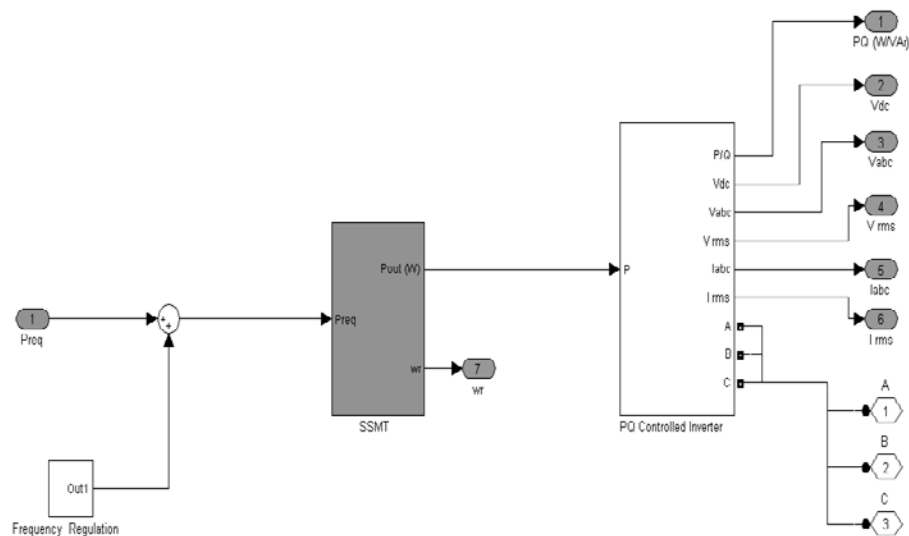 1
PQ (W/VAr)
2
Vdc
3
Vabc
4
V rms
5
Iabc
6
I rms
P/Q
Vdc
Vabc
V rms
Iabc
I rms
P
A
B
C
PQ Controlled Inverter
Pout (W)
Preq
wr
SSMT
7
wr
1
Preq
+
+
Out1
Frequency Regulation
A
1
B
2
C
3